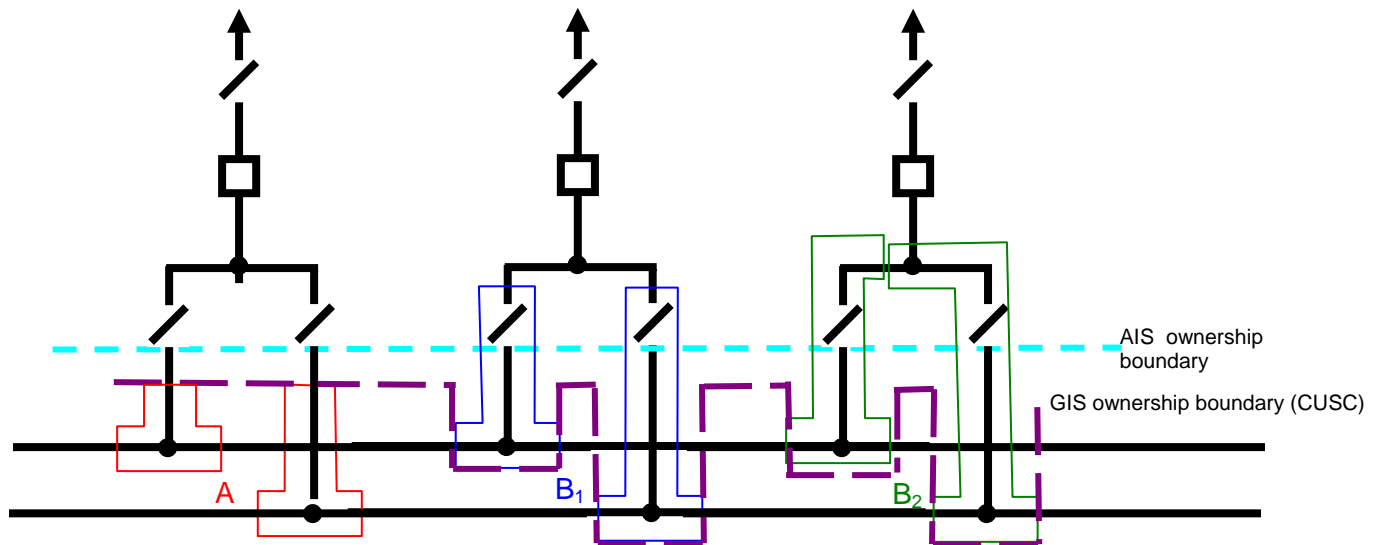 AIS ownership
boundary
GIS ownership boundary (CUSC)
A
B₁
B₂